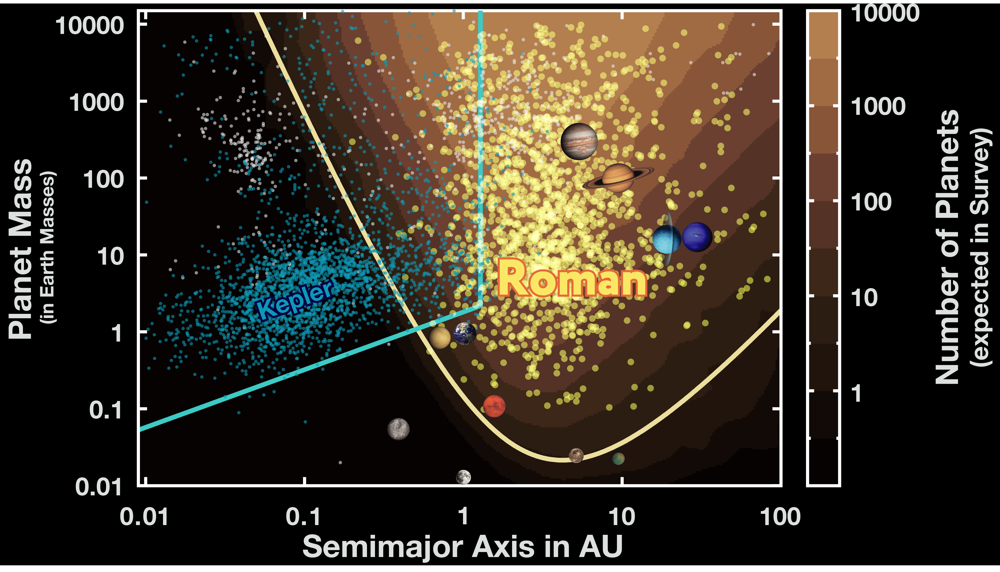 10000
1000
100
10
1
0.1
0.01
Planet Mass
(in Earth Masses)
Kepler
Roman
0.01
0.1
1
10
100
Semimajor Axis in AU
10000
1000
100
10
1
Number of Planets
(expected in Survey)